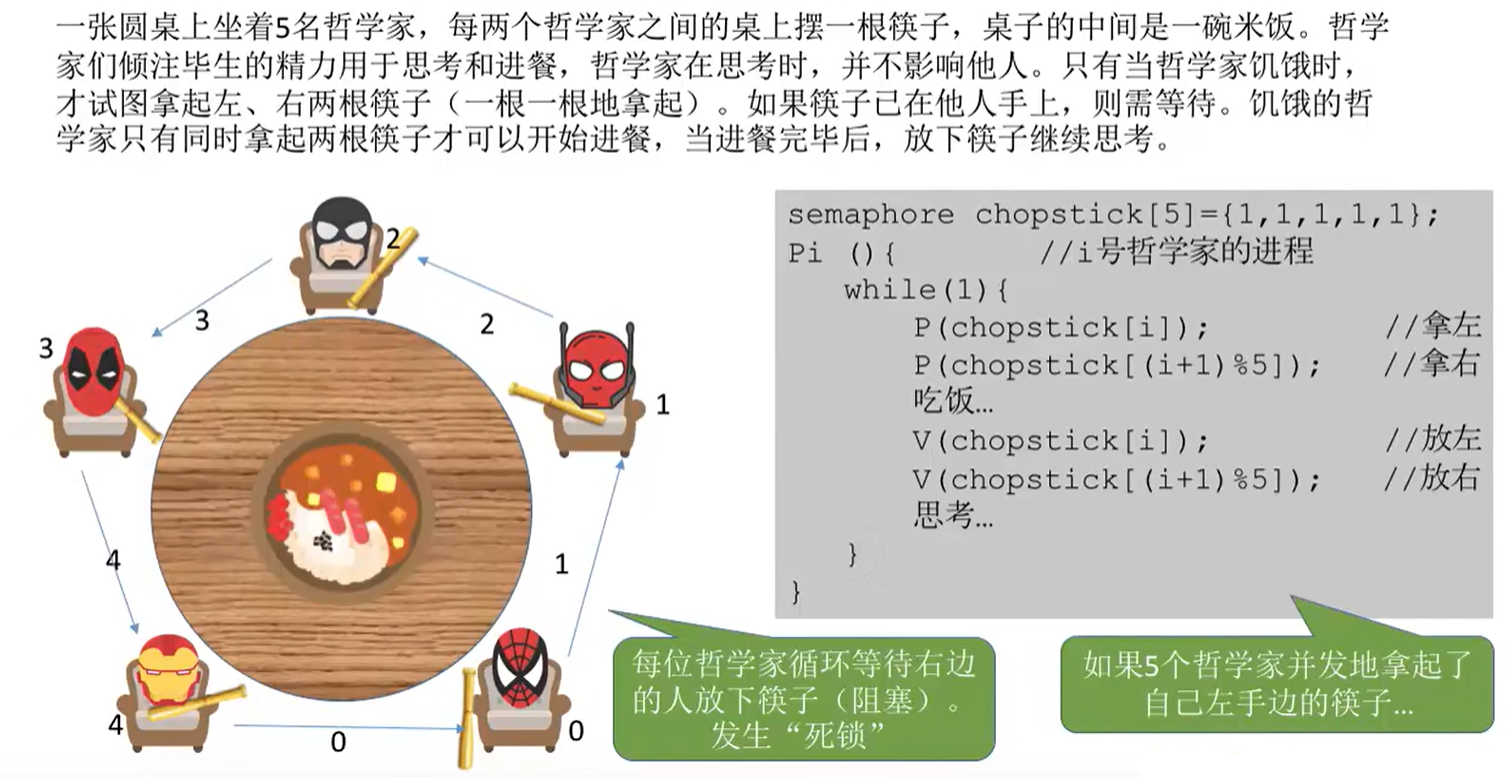 一张圆桌上坐着5名哲学家，每两个哲学家之间的桌上摆一根筷子，桌子的中间是一碗米饭。哲学
家们倾注毕生的精力用于思考和进餐，哲学家在思考时，并不影响他人。只有当哲学家饥饿时，
才试图拿起左、右两根筷子（一根一根地拿起）。如果筷子已在他人手上，则需等待。饥饿的哲
学家只有同时拿起两根筷子才可以开始进餐，当进餐完毕后，放下筷子继续思考。
2
3
2
3
1
4
1
4
0
0
semaphore chopstick[5]={1,1,1,1,1};
Pi (){ //i号哲学家的进程
while(1){
P(chopstick[i]); //拿左
P(chopstick[(i+1)%5]); //拿右
吃饭…
V(chopstick[i]); //放左
V(chopstick[(i+1)%5]); //放右
思考…
}
}
每位哲学家循环等待右边
的人放下筷子（阻塞）。
发生“死锁”
如果5个哲学家并发地拿起了
自己左手边的筷子…